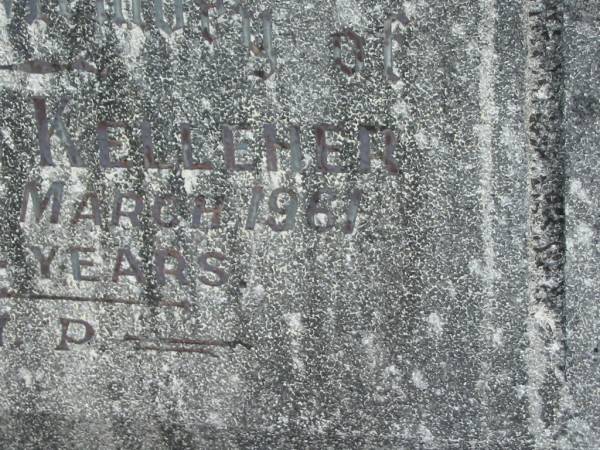 of
Kelleher
March 1961
Years
P